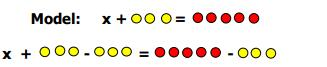 Model: x + =
x + - = -